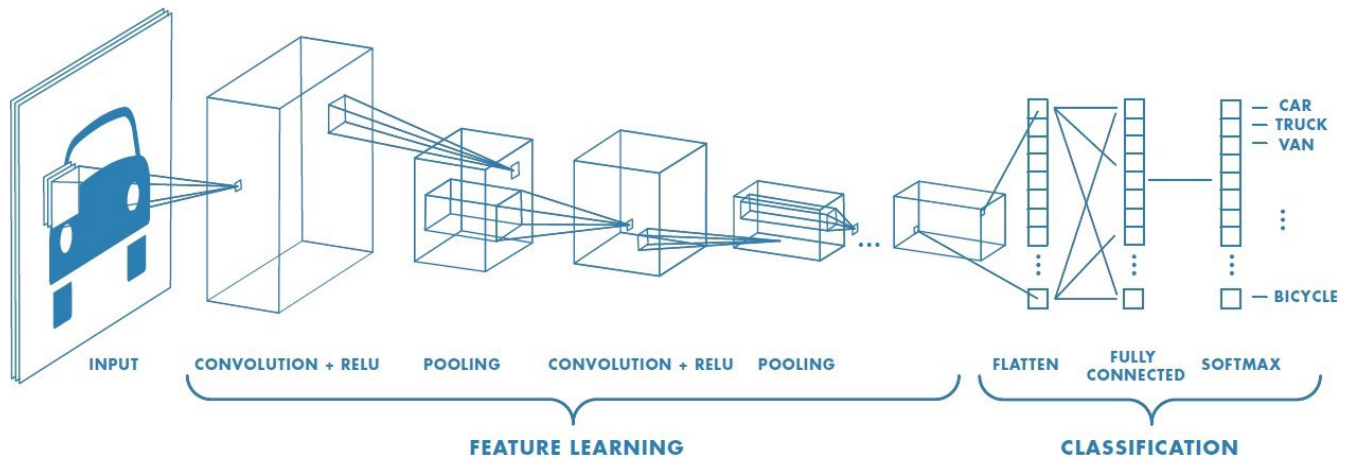 CAR
TRUCK
VAN
BICYCLE
INPUT
CONVOLUTION + RELU
POOLING
CONVOLUTION + RELU
POOLING
FLATTEN
FULLY
CONNECTED
SOFTMAX
FEATURE LEARNING
CLASSIFICATION